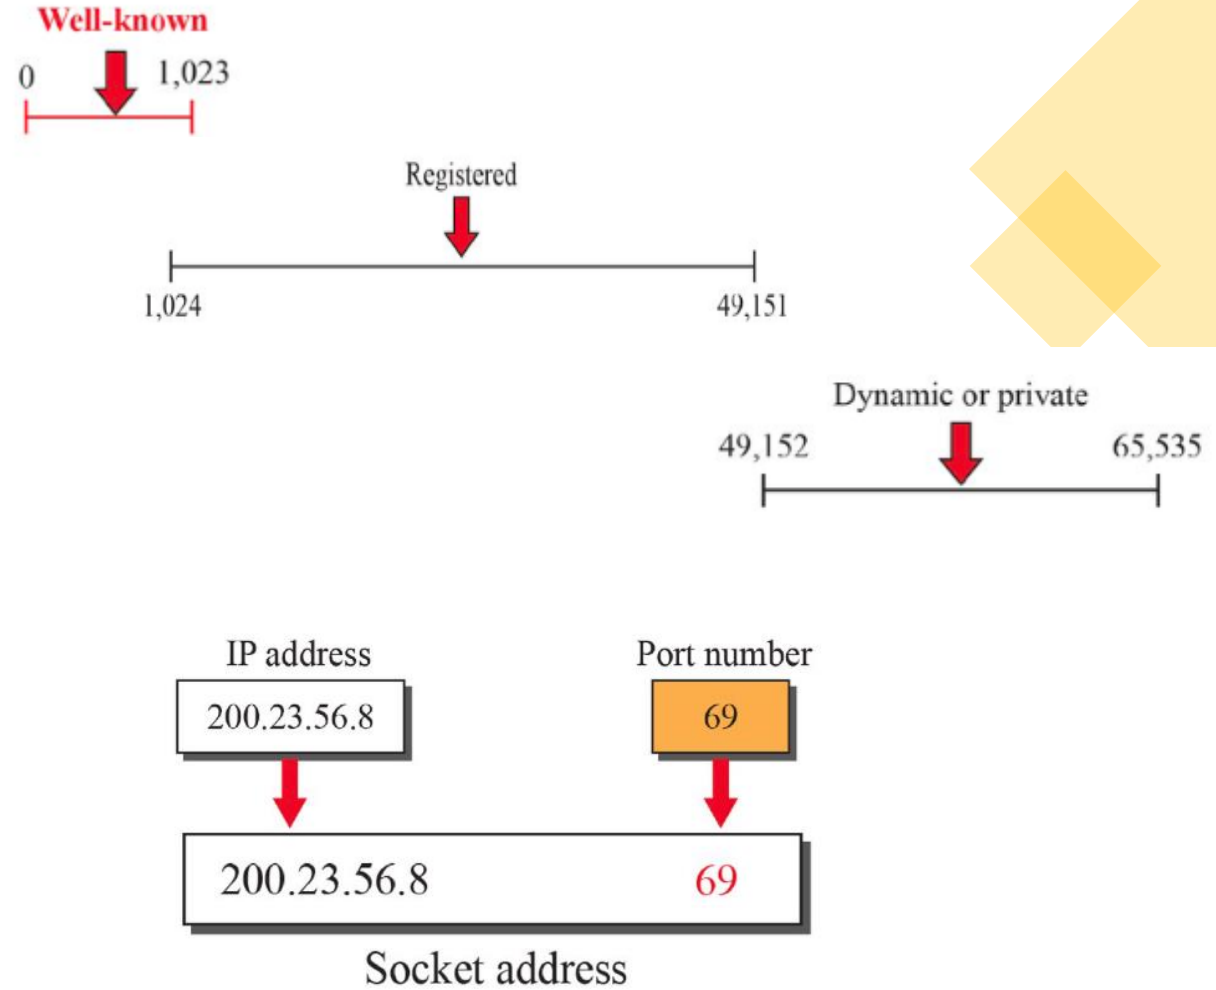 Well-known
0 1,023
Registered
1,024 49,151
Dynamic or private
49,152 65,535
IP address Port number
200.23.56.8 69
200.23.56.8 69
Socket address